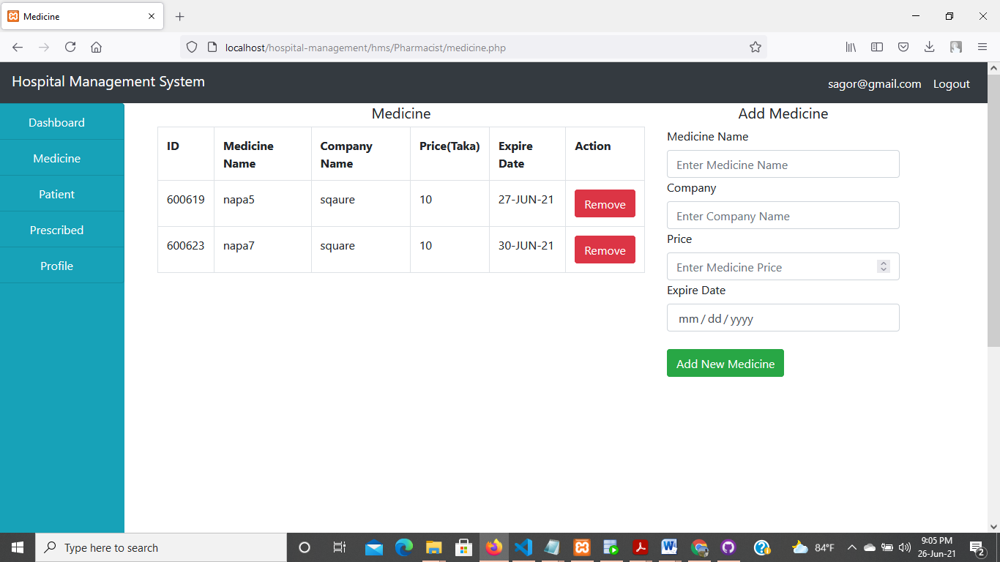 Medicine
localhost/hospital-management/hms/Pharmacist/medicine.php
Hospital Management System
sagor@gmail.com Logout
Dashboard
Medicine
Patient
Prescribed
Profile
Medicine
ID Medicine Name Company Name Price(Taka) Expire Date Action
600619 napa5 sqaure 10 27-JUN-21 Remove
600623 napa7 square 10 30-JUN-21 Remove
Add Medicine
Medicine Name
Enter Medicine Name
Company
Enter Company Name
Price
Enter Medicine Price
Expire Date
mm / dd / yyyy
Add New Medicine
Type here to search
84°F
9:05 PM
26-Jun-21
2